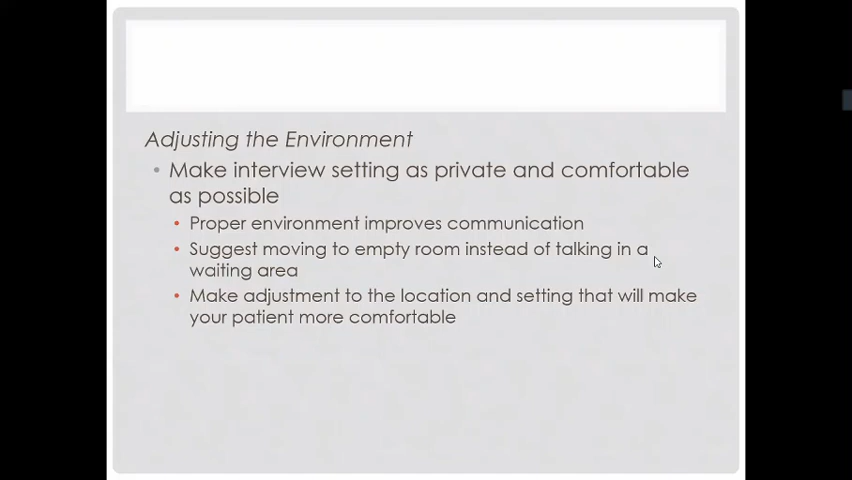 Adjusting the Environment
• Make interview setting as private and comfortable
as possible
• Proper environment improves communication
• Suggest moving to empty room instead of talking in a
waiting area
• Make adjustment to the location and setting that will make
your patient more comfortable